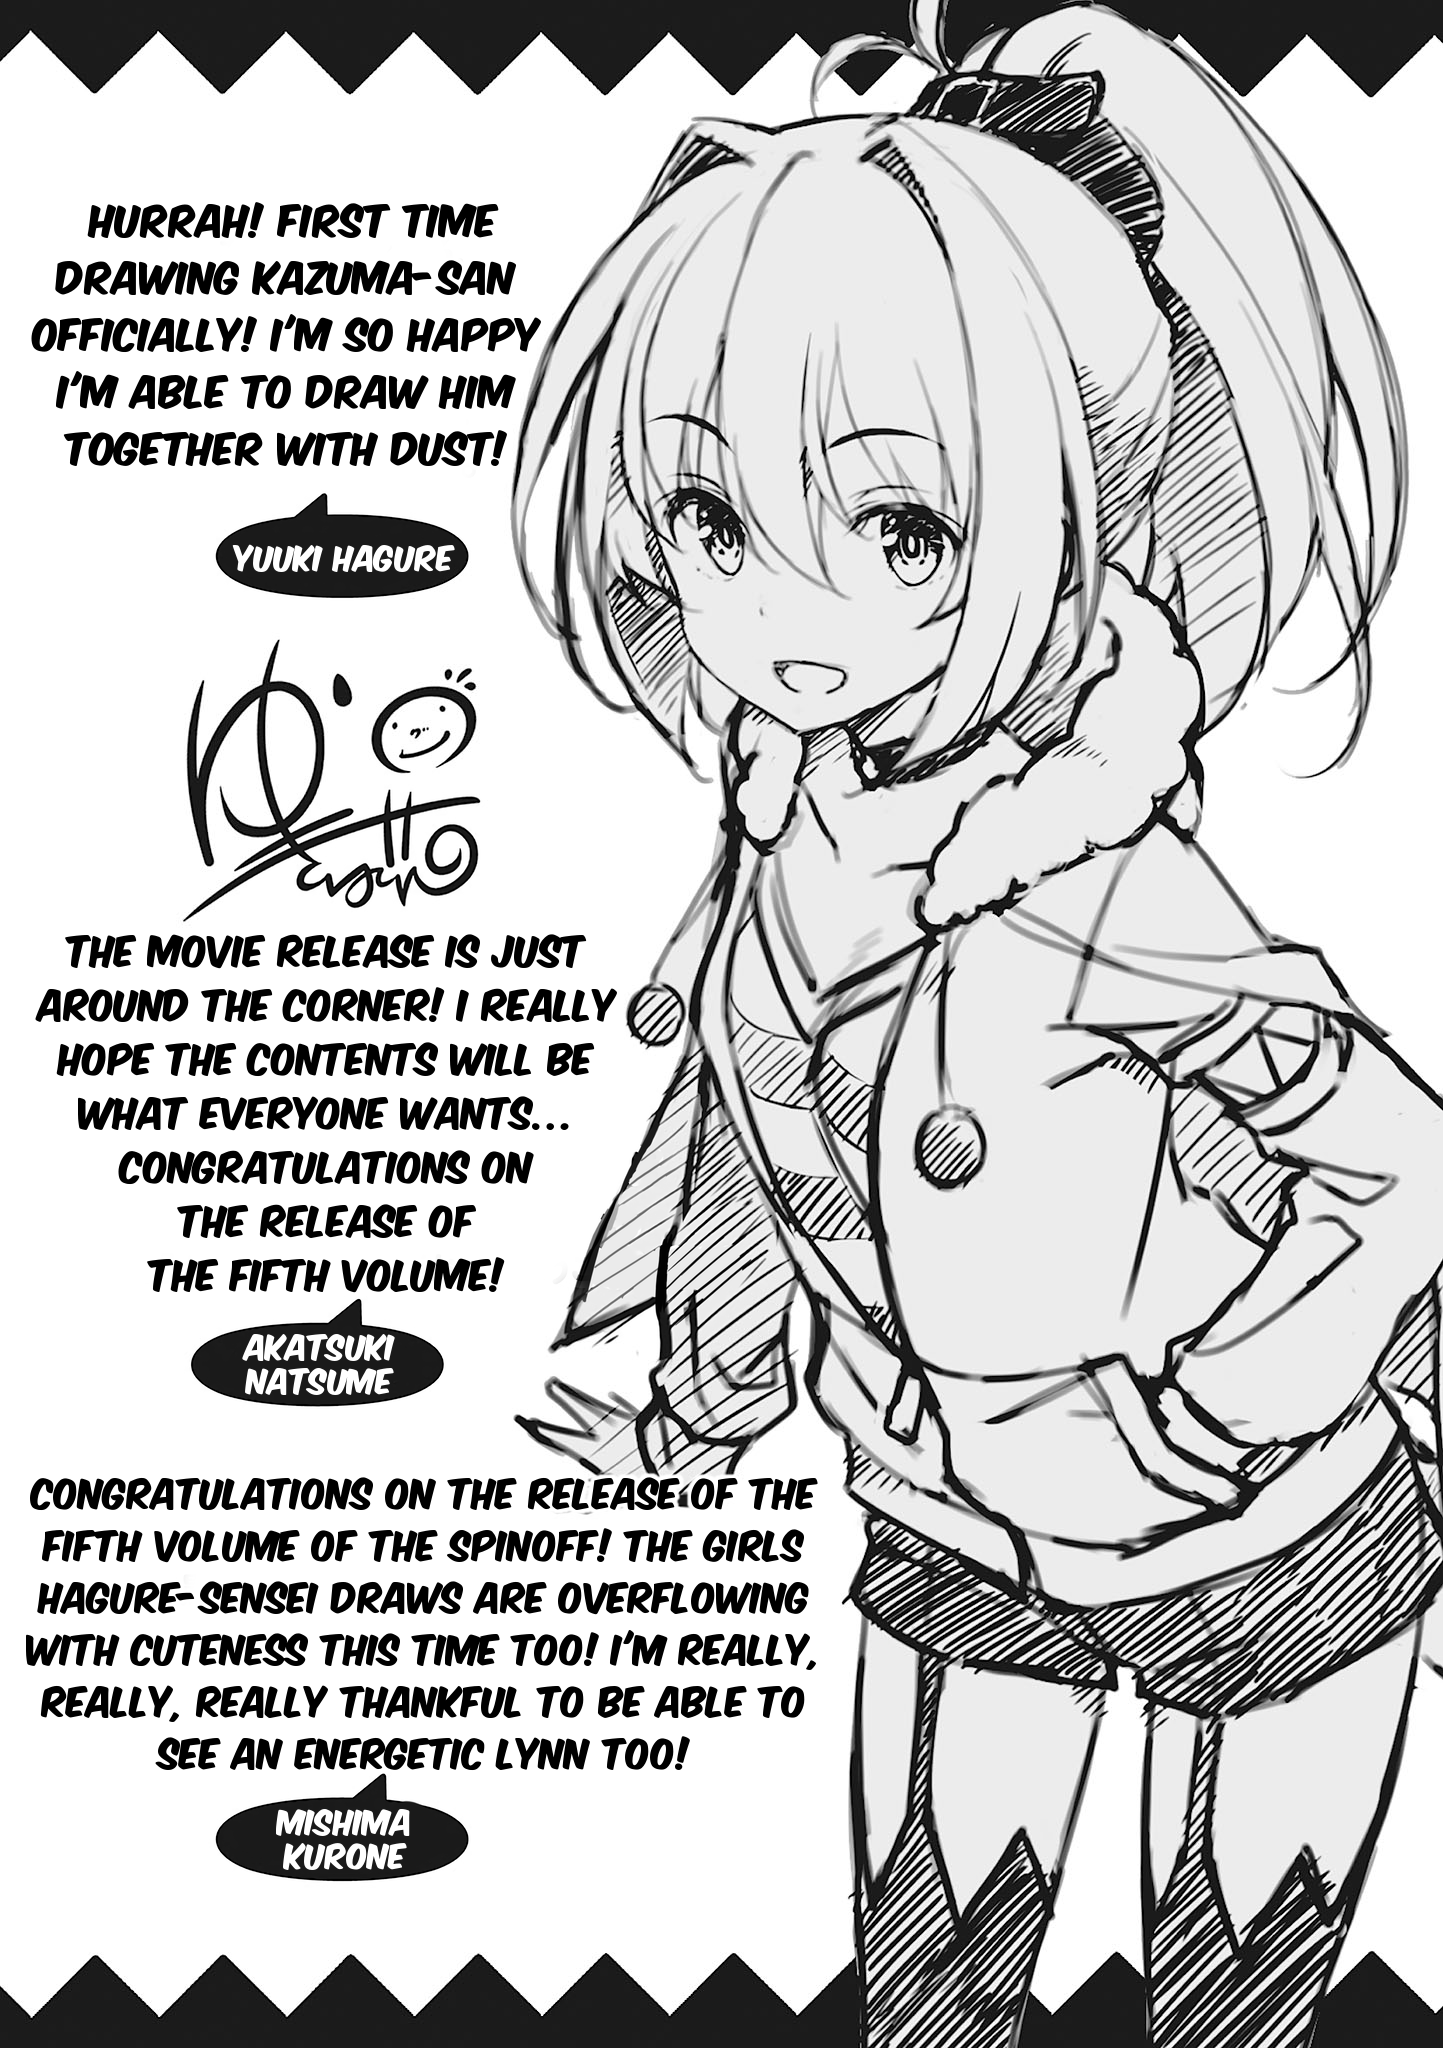 HURRAH! FIRST TIME
DRAWING KAZUMA-SAN
OFFICIALLY! I'M SO HAPPY
I'M ABLE TO DRAW HIM
TOGETHER WITH DUST!
YUUKI HAGURE
THE MOVIE RELEASE IS JUST
AROUND THE CORNER! I REALLY
HOPE THE CONTENTS WILL BE
WHAT EVERYONE WANTS...
CONGRATULATIONS ON
THE RELEASE OF
THE FIFTH VOLUME!
AKATSUKI
NATSUME
CONGRATULATIONS ON THE RELEASE OF THE
FIFTH VOLUME OF THE SPINOFF! THE GIRLS
HAGURE-SENSEI DRAWS ARE OVERFLOWING
WITH CUTENESS THIS TIME TOO! I'M REALLY,
REALLY, REALLY THANKFUL TO BE ABLE TO
SEE AN ENERGETIC LYNN TOO!
MISHIMA
KURONE